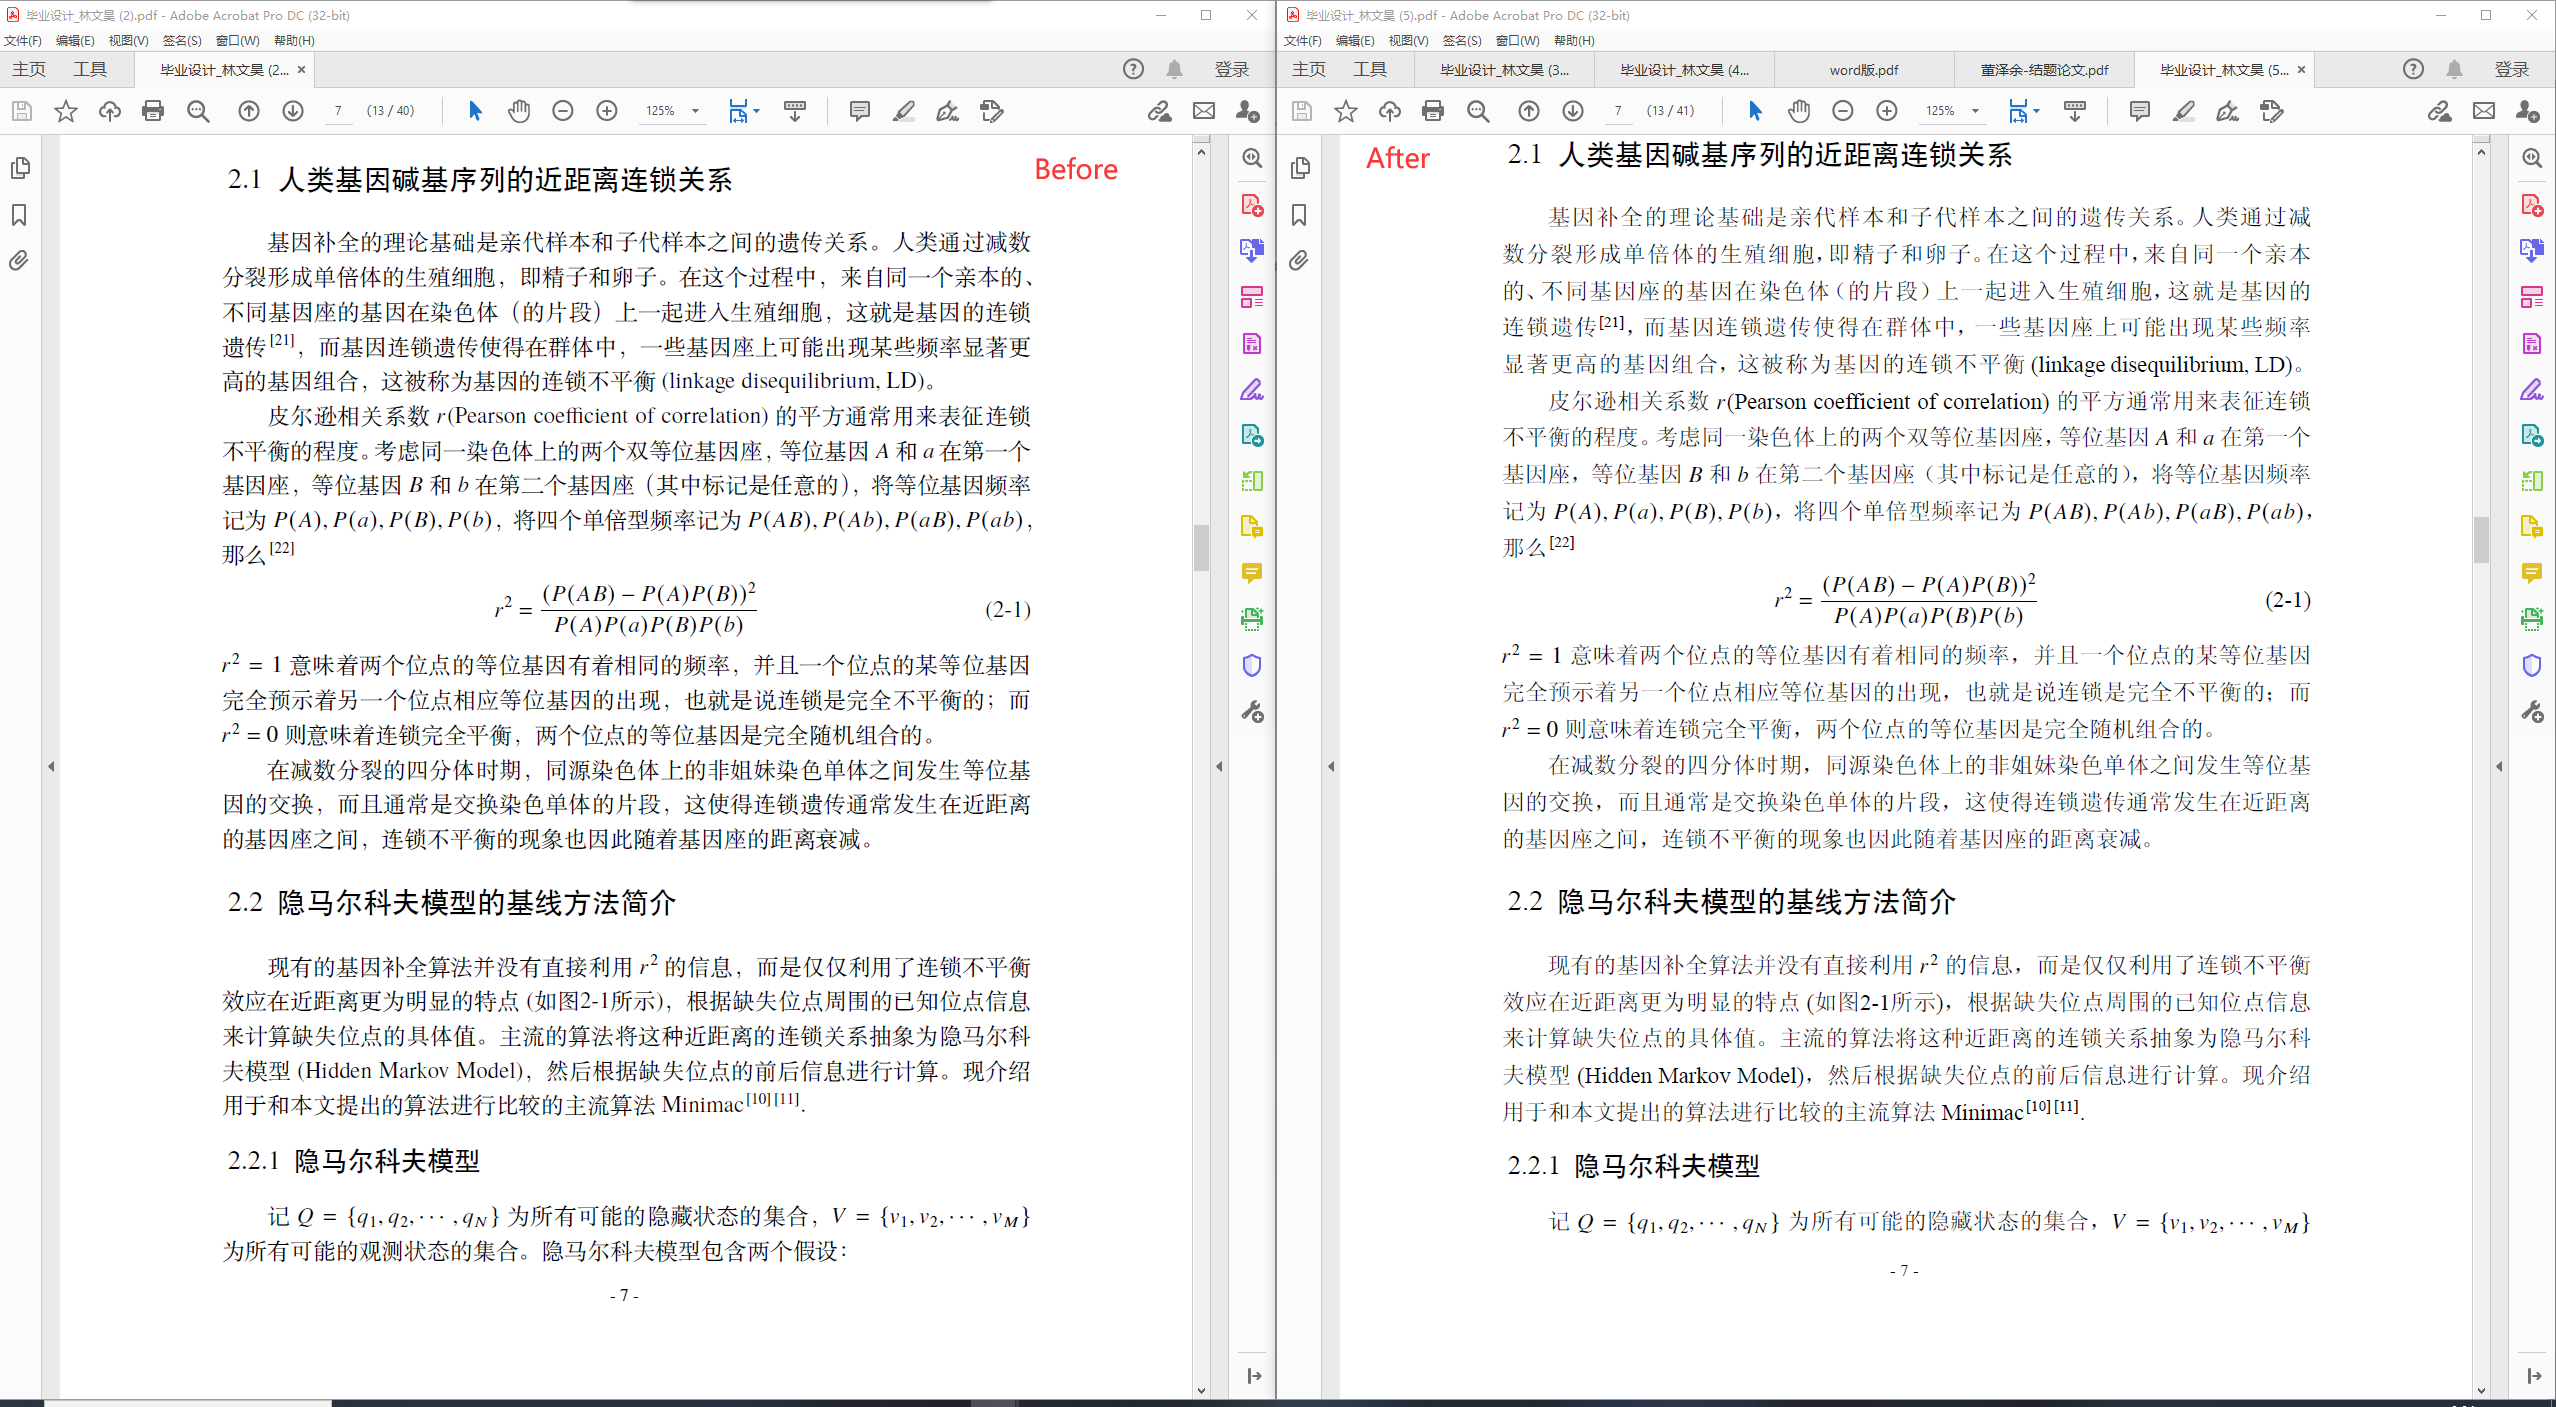 毕业设计_林文昊 (2).pdf - Adobe Acrobat Pro DC (32-bit)
文件(F) 编辑(E) 视图(V) 签名(S) 窗口(W) 帮助(H)
主页 工具 毕业设计_林文昊 (2... × 登录
7 (13 / 40) 125%
Before
2.1 人类基因碱基序列的近距离连锁关系
基因补全的理论基础是亲代样本和子代样本之间的遗传关系。人类通过减数
分裂形成单倍体的生殖细胞，即精子和卵子。在这个过程中，来自同一个亲本的、
不同基因座的基因在染色体（的片段）上一起进入生殖细胞，这就是基因的连锁
遗传[21]，而基因连锁遗传使得在群体中，一些基因座上可能出现某些频率显著更
高的基因组合，这被称为基因的连锁不平衡 (linkage disequilibrium, LD)。
皮尔逊相关系数 r(Pearson coefficient of correlation) 的平方通常用来表征连锁
不平衡的程度。考虑同一染色体上的两个双等位基因座，等位基因 A 和 a 在第一个
基因座，等位基因 B 和 b 在第二个基因座（其中标记是任意的），将等位基因频率
记为 P(A), P(a), P(B), P(b)，将四个单倍型频率记为 P(AB), P(Ab), P(aB), P(ab)，
那么[22]
r² = (P(AB) − P(A)P(B))² / P(A)P(a)P(B)P(b) (2-1)
r² = 1 意味着两个位点的等位基因有着相同的频率，并且一个位点的某等位基因
完全预示着另一个位点相应等位基因的出现，也就是说连锁是完全不平衡的；而
r² = 0 则意味着连锁完全平衡，两个位点的等位基因是完全随机组合的。
在减数分裂的四分体时期，同源染色体上的非姐妹染色单体之间发生等位基
因的交换，而且通常是交换染色单体的片段，这使得连锁遗传通常发生在近距离
的基因座之间，连锁不平衡的现象也因此随着基因座的距离衰减。
2.2 隐马尔科夫模型的基线方法简介
现有的基因补全算法并没有直接利用 r² 的信息，而是仅仅利用了连锁不平衡
效应在近距离更为明显的特点 (如图2-1所示)，根据缺失位点周围的已知位点信息
来计算缺失位点的具体值。主流的算法将这种近距离的连锁关系抽象为隐马尔科
夫模型 (Hidden Markov Model)，然后根据缺失位点的前后信息进行计算。现介绍
用于和本文提出的算法进行比较的主流算法 Minimac[10][11].
2.2.1 隐马尔科夫模型
记 Q = {q₁, q₂, ⋯ , q_N} 为所有可能的隐藏状态的集合，V = {v₁, v₂, ⋯ , v_M}
为所有可能的观测状态的集合。隐马尔科夫模型包含两个假设：
- 7 -
毕业设计_林文昊 (5).pdf - Adobe Acrobat Pro DC (32-bit)
文件(F) 编辑(E) 视图(V) 签名(S) 窗口(W) 帮助(H)
主页 工具 毕业设计_林文昊 (3... 毕业设计_林文昊 (4... word版.pdf 董泽余-结题论文.pdf 毕业设计_林文昊 (5... × 登录
7 (13 / 41) 125%
After
2.1 人类基因碱基序列的近距离连锁关系
基因补全的理论基础是亲代样本和子代样本之间的遗传关系。人类通过减
数分裂形成单倍体的生殖细胞，即精子和卵子。在这个过程中，来自同一个亲本
的、不同基因座的基因在染色体（的片段）上一起进入生殖细胞，这就是基因的
连锁遗传[21]，而基因连锁遗传使得在群体中，一些基因座上可能出现某些频率
显著更高的基因组合，这被称为基因的连锁不平衡 (linkage disequilibrium, LD)。
皮尔逊相关系数 r(Pearson coefficient of correlation) 的平方通常用来表征连锁
不平衡的程度。考虑同一染色体上的两个双等位基因座，等位基因 A 和 a 在第一个
基因座，等位基因 B 和 b 在第二个基因座（其中标记是任意的），将等位基因频率
记为 P(A), P(a), P(B), P(b)，将四个单倍型频率记为 P(AB), P(Ab), P(aB), P(ab)，
那么[22]
r² = (P(AB) − P(A)P(B))² / P(A)P(a)P(B)P(b) (2-1)
r² = 1 意味着两个位点的等位基因有着相同的频率，并且一个位点的某等位基因
完全预示着另一个位点相应等位基因的出现，也就是说连锁是完全不平衡的；而
r² = 0 则意味着连锁完全平衡，两个位点的等位基因是完全随机组合的。
在减数分裂的四分体时期，同源染色体上的非姐妹染色单体之间发生等位基
因的交换，而且通常是交换染色单体的片段，这使得连锁遗传通常发生在近距离
的基因座之间，连锁不平衡的现象也因此随着基因座的距离衰减。
2.2 隐马尔科夫模型的基线方法简介
现有的基因补全算法并没有直接利用 r² 的信息，而是仅仅利用了连锁不平衡
效应在近距离更为明显的特点 (如图2-1所示)，根据缺失位点周围的已知位点信息
来计算缺失位点的具体值。主流的算法将这种近距离的连锁关系抽象为隐马尔科
夫模型 (Hidden Markov Model)，然后根据缺失位点的前后信息进行计算。现介绍
用于和本文提出的算法进行比较的主流算法 Minimac[10][11].
2.2.1 隐马尔科夫模型
记 Q = {q₁, q₂, ⋯ , q_N} 为所有可能的隐藏状态的集合，V = {v₁, v₂, ⋯ , v_M}
- 7 -